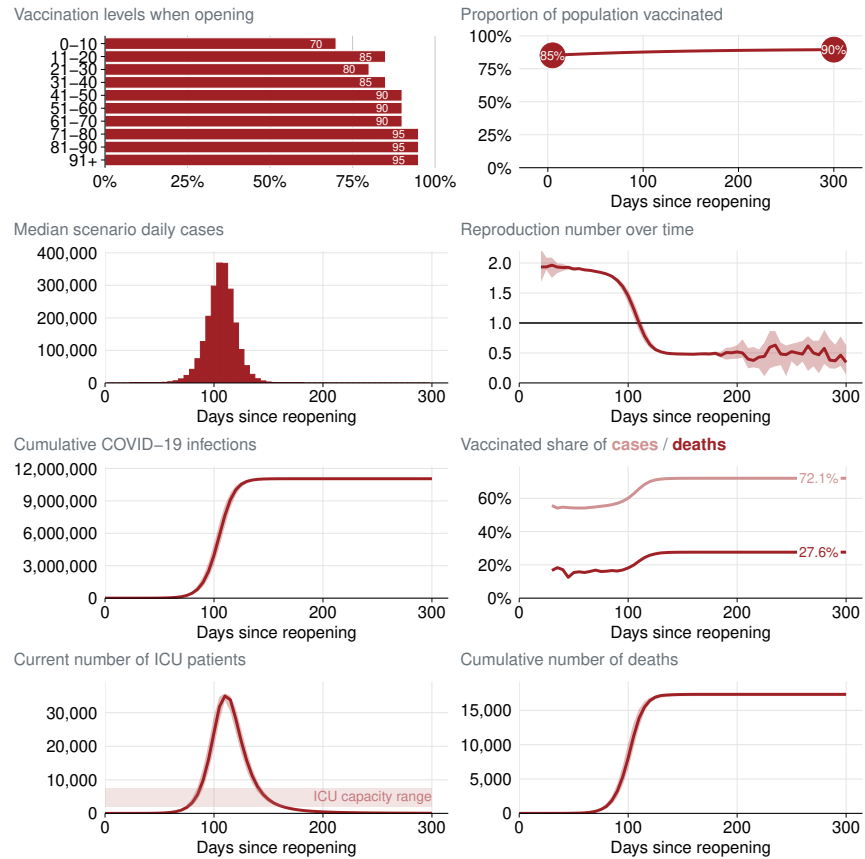 Vaccination levels when opening
0−10
70
11−20
85
21−30
80
31−40
85
41−50
90
51−60
90
61−70
90
71−80
95
81−90
95
91+
95
0% 25% 50% 75% 100%
Proportion of population vaccinated
100%
75%
50%
25%
0%
85%
90%
0 100 200 300
Days since reopening
Median scenario daily cases
400,000
300,000
200,000
100,000
0
0 100 200 300
Days since reopening
Reproduction number over time
2.0
1.5
1.0
0.5
0.0
0 100 200 300
Days since reopening
Cumulative COVID−19 infections
12,000,000
9,000,000
6,000,000
3,000,000
0
0 100 200 300
Days since reopening
Vaccinated share of cases / deaths
60%
40%
20%
0%
72.1%
27.6%
0 100 200 300
Days since reopening
Current number of ICU patients
30,000
20,000
10,000
0
ICU capacity range
0 100 200 300
Days since reopening
Cumulative number of deaths
15,000
10,000
5,000
0
0 100 200 300
Days since reopening